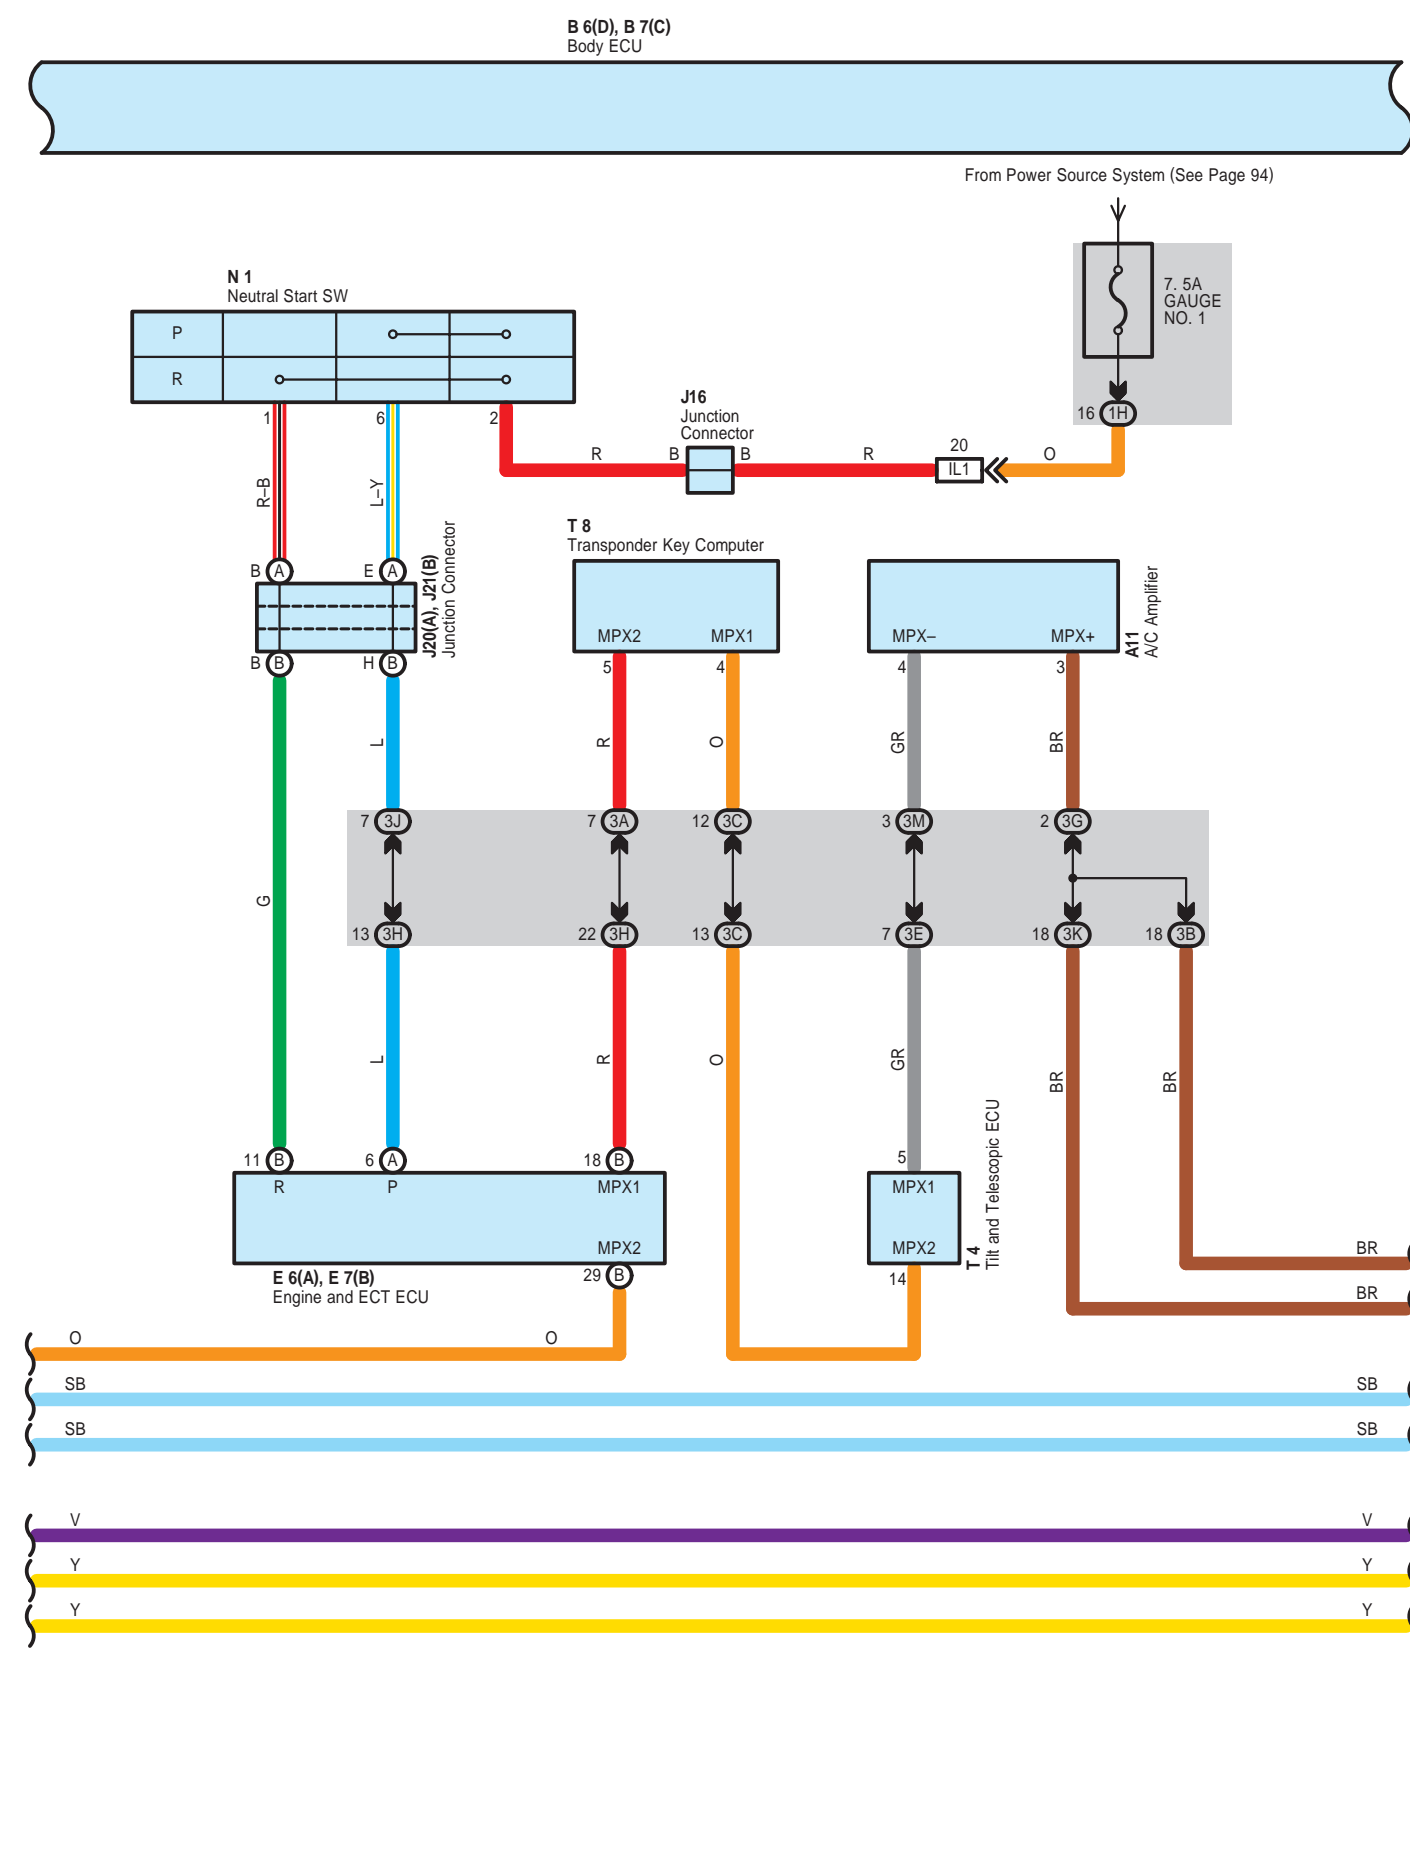 B 6(D), B 7(C)
Body ECU
From Power Source System (See Page 94)
7. 5A
GAUGE
NO. 1
16 1H
N 1
Neutral Start SW
P
R
1 6 2
J16
Junction
Connector
R B B R
20
IL1
O
R–B
L–Y
B A E A
J20(A), J21(B)
Junction Connector
B B H B
T 8
Transponder Key Computer
MPX2 MPX1
5 4
MPX– MPX+
A11
A/C Amplifier
4 3
L R O GR BR
7 3J 7 3A 12 3C 3 3M 2 3G
G
13 3H 22 3H 13 3C 7 3E 18 3K 18 3B
L R O GR BR BR
11 B 6 A 18 B 5
R P MPX1
MPX2
E 6(A), E 7(B)
Engine and ECT ECU
29 B
MPX1
MPX2
T 4
Tilt and Telescopic ECU
14
BR
BR
O O
SB SB
SB SB
V V
Y Y
Y Y